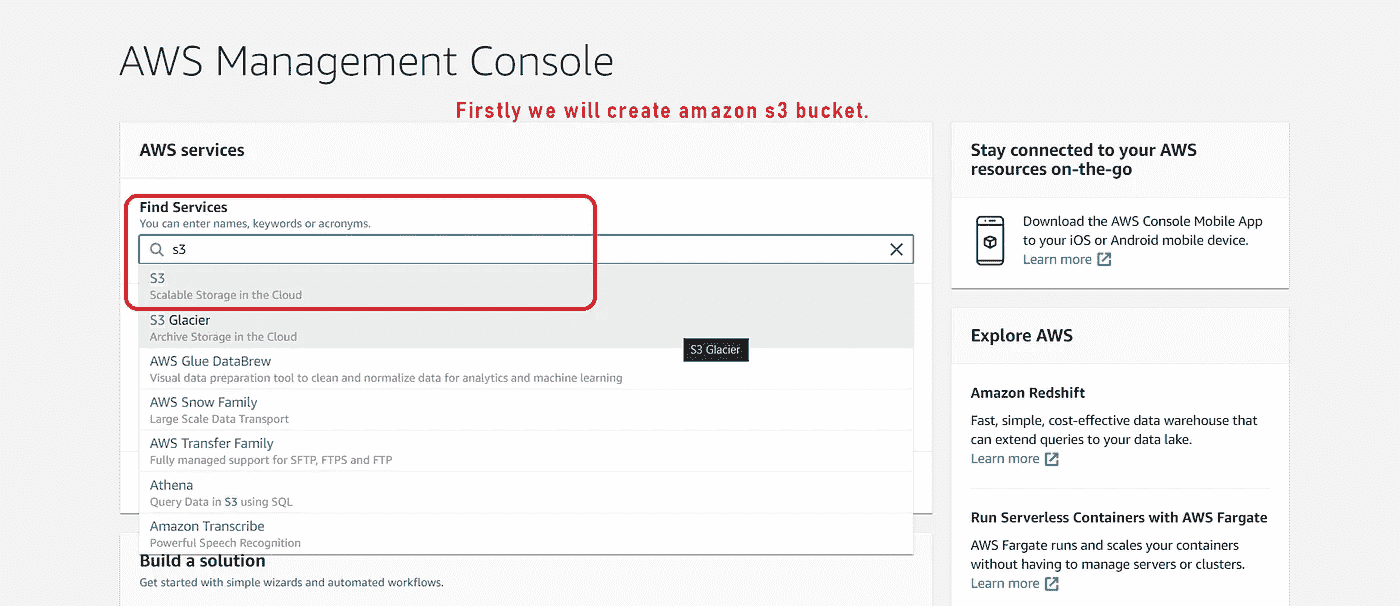 AWS Management Console
Firstly we will create amazon s3 bucket.
AWS services
Find Services
You can enter names, keywords or acronyms.
s3
S3
Scalable Storage in the Cloud
S3 Glacier
Archive Storage in the Cloud
S3 Glacier
AWS Glue DataBrew
Visual data preparation tool to clean and normalize data for analytics and machine learning
AWS Snow Family
Large Scale Data Transport
AWS Transfer Family
Fully managed support for SFTP, FTPS and FTP
Athena
Query Data in S3 using SQL
Amazon Transcribe
Powerful Speech Recognition
Build a solution
Get started with simple wizards and automated workflows.
Stay connected to your AWS
resources on-the-go
Download the AWS Console Mobile App
to your iOS or Android mobile device.
Learn more
Explore AWS
Amazon Redshift
Fast, simple, cost-effective data warehouse that
can extend queries to your data lake.
Learn more
Run Serverless Containers with AWS Fargate
AWS Fargate runs and scales your containers
without having to manage servers or clusters.
Learn more